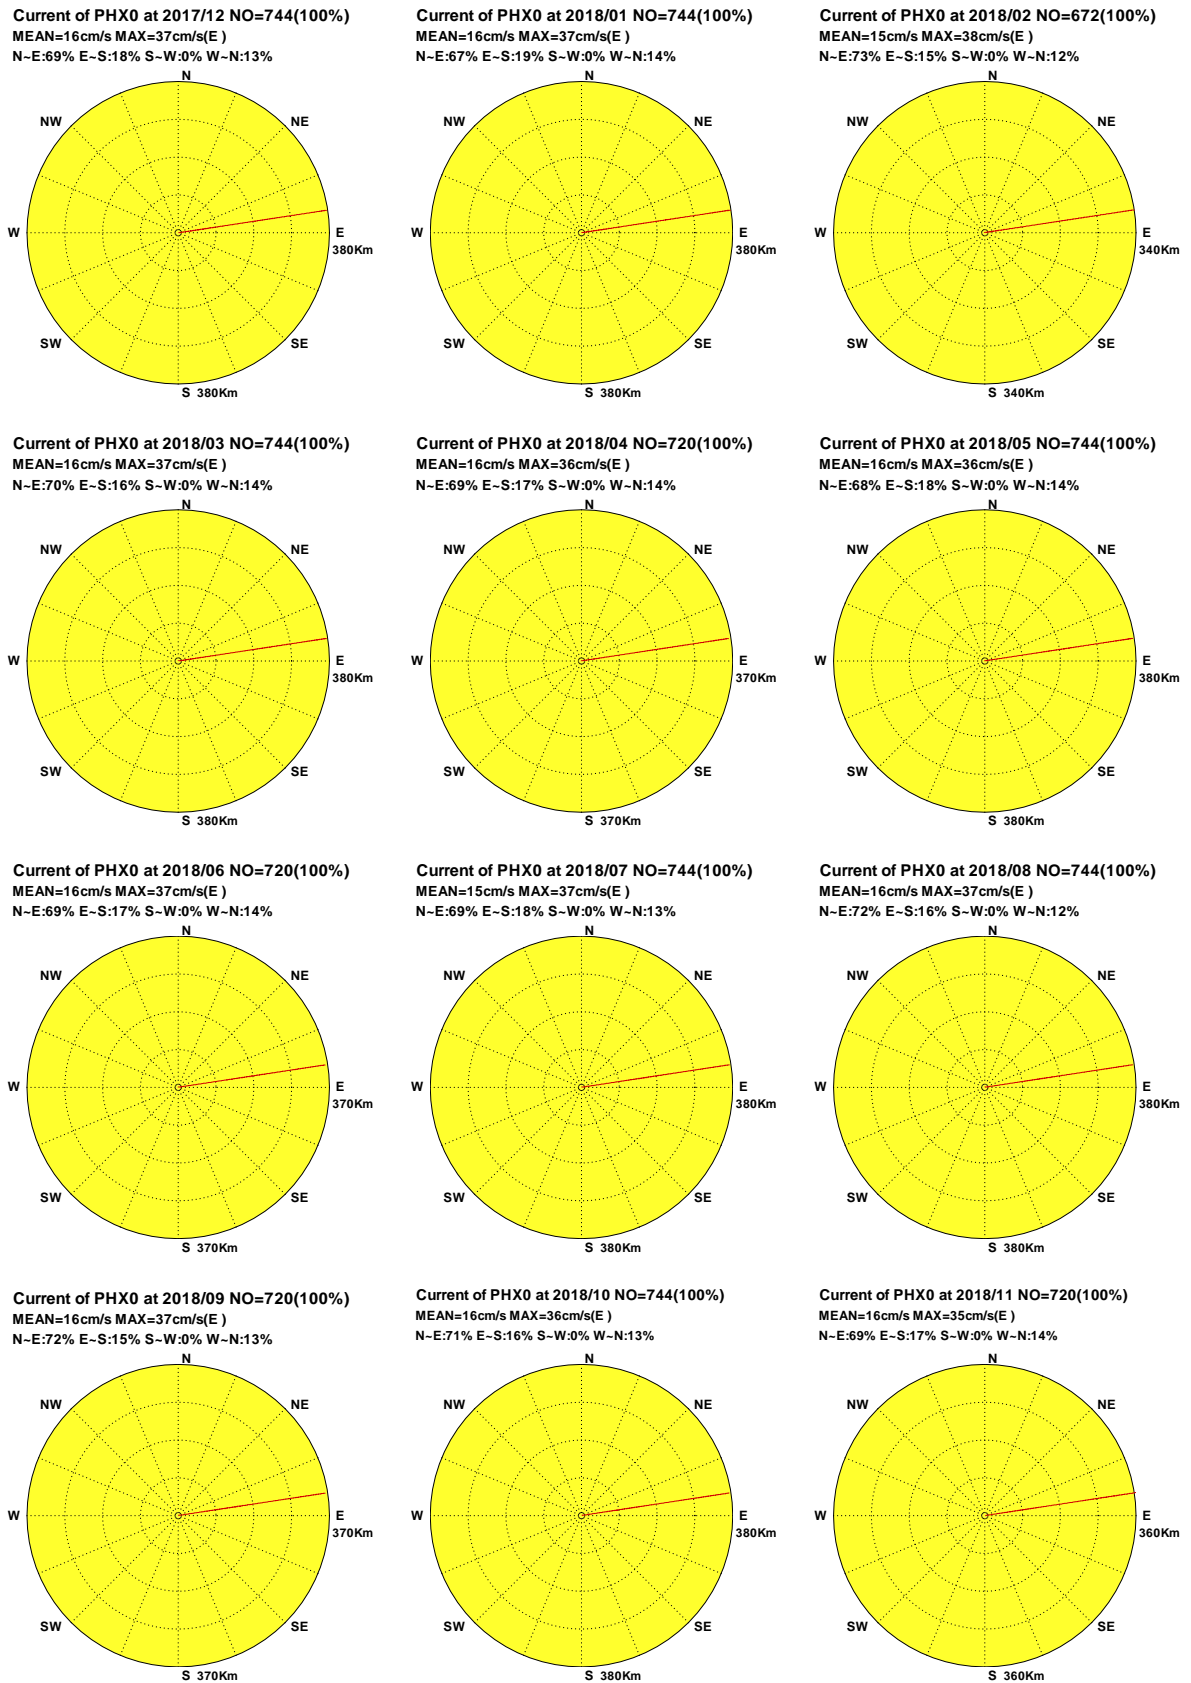 Current of PHX0 at 2017/12 NO=744(100%)
MEAN=16cm/s MAX=37cm/s(E )
N~E:69% E~S:18% S~W:0% W~N:13%
N
NW
NE
W
E
380Km
SW
SE
S 380Km
Current of PHX0 at 2018/01 NO=744(100%)
MEAN=16cm/s MAX=37cm/s(E )
N~E:67% E~S:19% S~W:0% W~N:14%
N
NW
NE
W
E
380Km
SW
SE
S 380Km
Current of PHX0 at 2018/02 NO=672(100%)
MEAN=15cm/s MAX=38cm/s(E )
N~E:73% E~S:15% S~W:0% W~N:12%
N
NW
NE
W
E
340Km
SW
SE
S 340Km
Current of PHX0 at 2018/03 NO=744(100%)
MEAN=16cm/s MAX=37cm/s(E )
N~E:70% E~S:16% S~W:0% W~N:14%
N
NW
NE
W
E
380Km
SW
SE
S 380Km
Current of PHX0 at 2018/04 NO=720(100%)
MEAN=16cm/s MAX=36cm/s(E )
N~E:69% E~S:17% S~W:0% W~N:14%
N
NW
NE
W
E
370Km
SW
SE
S 370Km
Current of PHX0 at 2018/05 NO=744(100%)
MEAN=16cm/s MAX=36cm/s(E )
N~E:68% E~S:18% S~W:0% W~N:14%
N
NW
NE
W
E
380Km
SW
SE
S 380Km
Current of PHX0 at 2018/06 NO=720(100%)
MEAN=16cm/s MAX=37cm/s(E )
N~E:69% E~S:17% S~W:0% W~N:14%
N
NW
NE
W
E
370Km
SW
SE
S 370Km
Current of PHX0 at 2018/07 NO=744(100%)
MEAN=15cm/s MAX=37cm/s(E )
N~E:69% E~S:18% S~W:0% W~N:13%
N
NW
NE
W
E
380Km
SW
SE
S 380Km
Current of PHX0 at 2018/08 NO=744(100%)
MEAN=16cm/s MAX=37cm/s(E )
N~E:72% E~S:16% S~W:0% W~N:12%
N
NW
NE
W
E
380Km
SW
SE
S 380Km
Current of PHX0 at 2018/09 NO=720(100%)
MEAN=16cm/s MAX=37cm/s(E )
N~E:72% E~S:15% S~W:0% W~N:13%
N
NW
NE
W
E
370Km
SW
SE
S 370Km
Current of PHX0 at 2018/10 NO=744(100%)
MEAN=16cm/s MAX=36cm/s(E )
N~E:71% E~S:16% S~W:0% W~N:13%
N
NW
NE
W
E
380Km
SW
SE
S 380Km
Current of PHX0 at 2018/11 NO=720(100%)
MEAN=16cm/s MAX=35cm/s(E )
N~E:69% E~S:17% S~W:0% W~N:14%
N
NW
NE
W
E
360Km
SW
SE
S 360Km